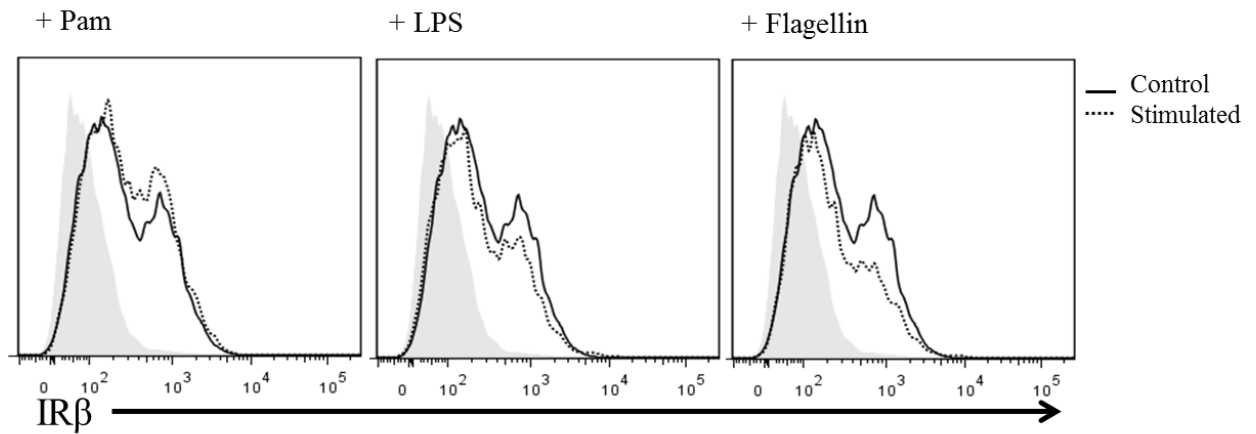 + Pam
+ LPS
+ Flagellin
Control
Stimulated
0 10² 10³ 10⁴ 10⁵
0 10² 10³ 10⁴ 10⁵
0 10² 10³ 10⁴ 10⁵
IRβ